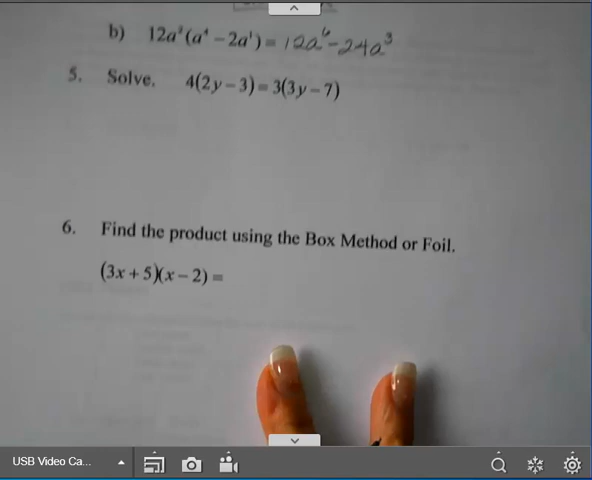 b) 12a²(a⁴ – 2a¹) = 12a⁶ – 24a³
5. Solve. 4(2y – 3) = 3(3y – 7)
6. Find the product using the Box Method or Foil.
(3x + 5)(x – 2) =
USB Video Ca...